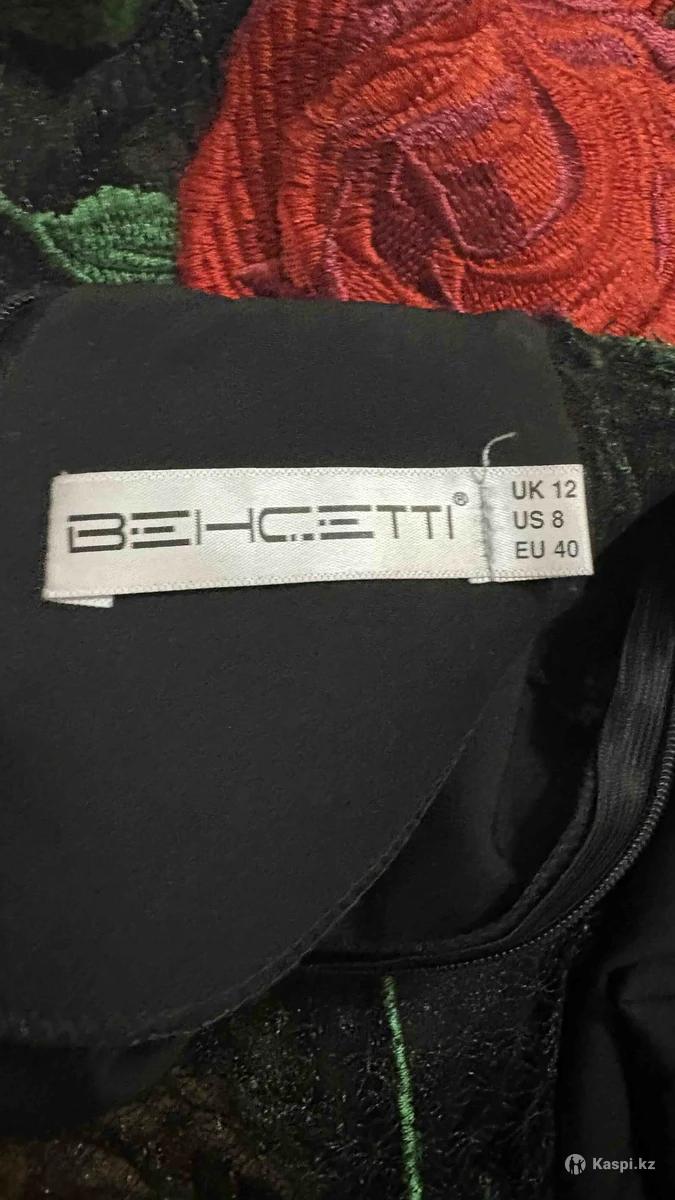 BEHCETTI®
UK 12
US 8
EU 40
Kaspi.kz